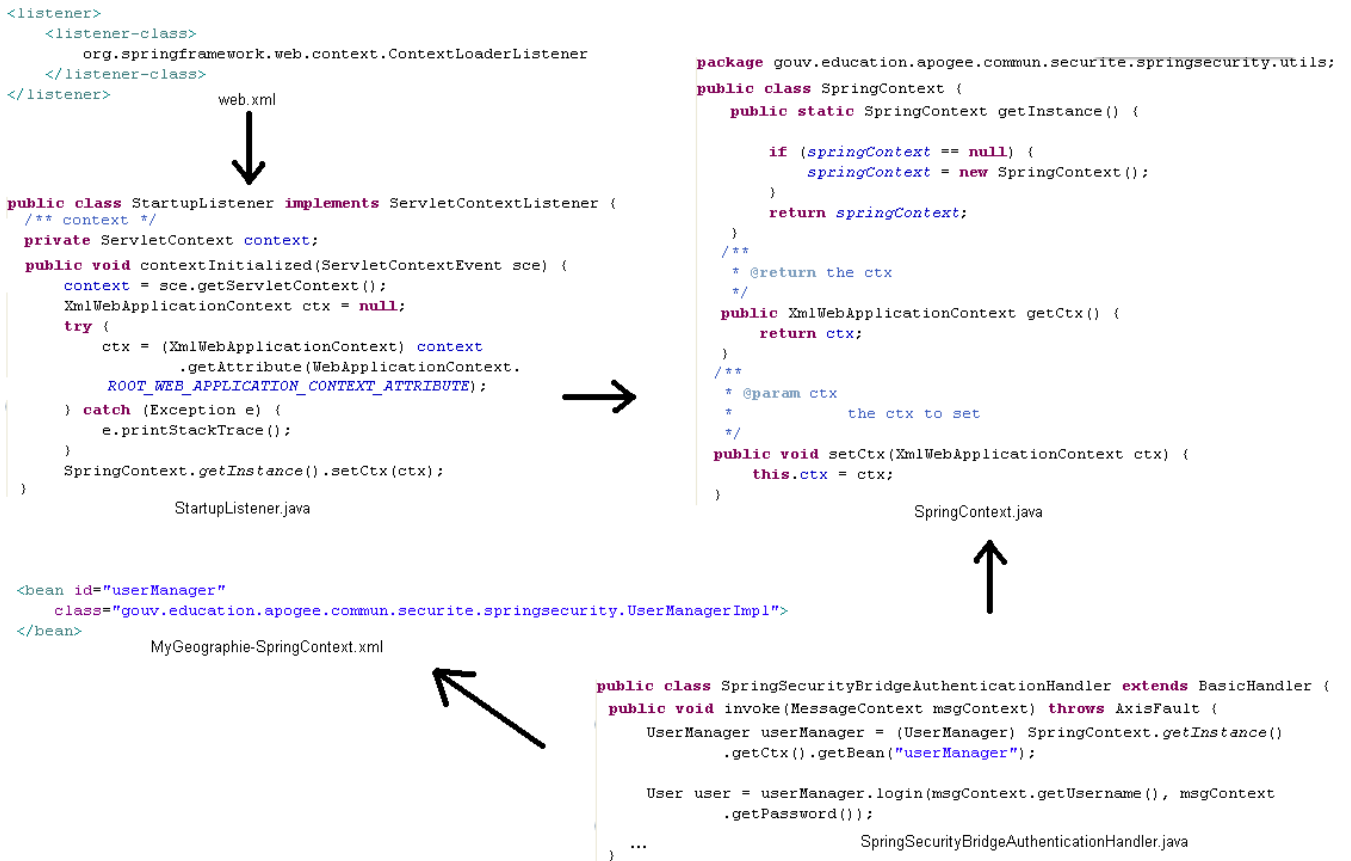 <listener>
<listener-class>
org.springframework.web.context.ContextLoaderListener
</listener-class>
</listener>
web.xml
public class StartupListener implements ServletContextListener {
/** context */
private ServletContext context;
public void contextInitialized(ServletContextEvent sce) {
context = sce.getServletContext();
XmlWebApplicationContext ctx = null;
try {
ctx = (XmlWebApplicationContext) context
.getAttribute(WebApplicationContext.
ROOT_WEB_APPLICATION_CONTEXT_ATTRIBUTE);
} catch (Exception e) {
e.printStackTrace();
}
SpringContext.getInstance().setCtx(ctx);
}
StartupListener.java
package gouv.education.apogee.commun.securite.springsecurity.utils;
public class SpringContext {
public static SpringContext getInstance() {
if (springContext == null) {
springContext = new SpringContext();
}
return springContext;
}
/**
* @return the ctx
*/
public XmlWebApplicationContext getCtx() {
return ctx;
}
/**
* @param ctx
* the ctx to set
*/
public void setCtx(XmlWebApplicationContext ctx) {
this.ctx = ctx;
}
SpringContext.java
<bean id="userManager"
class="gouv.education.apogee.commun.securite.springsecurity.UserManagerImpl">
</bean>
MyGeographie-SpringContext.xml
public class SpringSecurityBridgeAuthenticationHandler extends BasicHandler {
public void invoke(MessageContext msgContext) throws AxisFault {
UserManager userManager = (UserManager) SpringContext.getInstance()
.getCtx().getBean("userManager");
User user = userManager.login(msgContext.getUsername(), msgContext
.getPassword());
...
SpringSecurityBridgeAuthenticationHandler.java
}